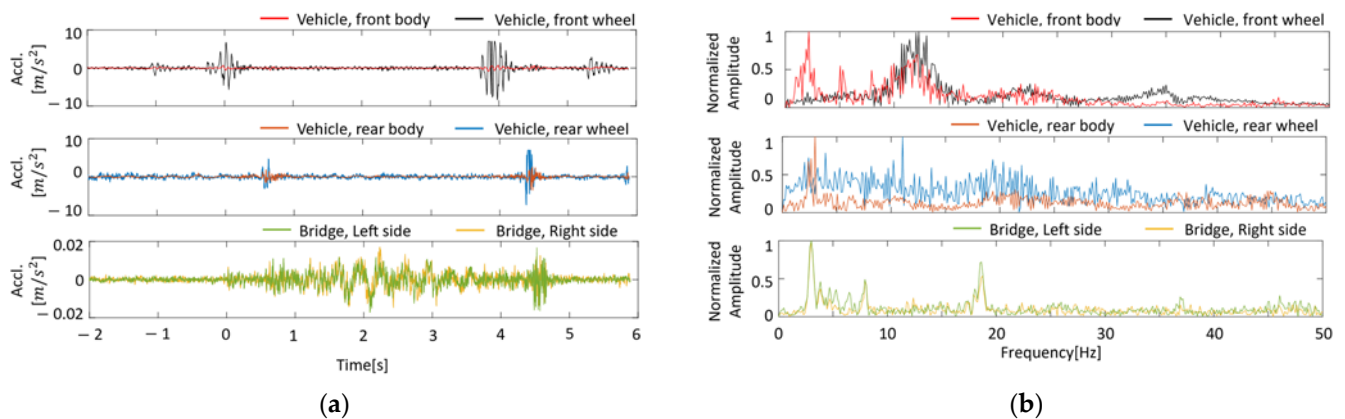 Vehicle, front body Vehicle, front wheel
10
0
− 10
Accl.
[m/s²]
Vehicle, rear body Vehicle, rear wheel
10
0
− 10
Accl.
[m/s²]
Bridge, Left side Bridge, Right side
0.02
0
− 0.02
Accl.
[m/s²]
− 2 − 1 0 1 2 3 4 5 6
Time[s]
(a)
Vehicle, front body Vehicle, front wheel
1
0.5
0
Normalized
Amplitude
Vehicle, rear body Vehicle, rear wheel
1
0.5
0
Normalized
Amplitude
Bridge, Left side Bridge, Right side
1
0.5
0
Normalized
Amplitude
0 10 20 30 40 50
Frequency[Hz]
(b)